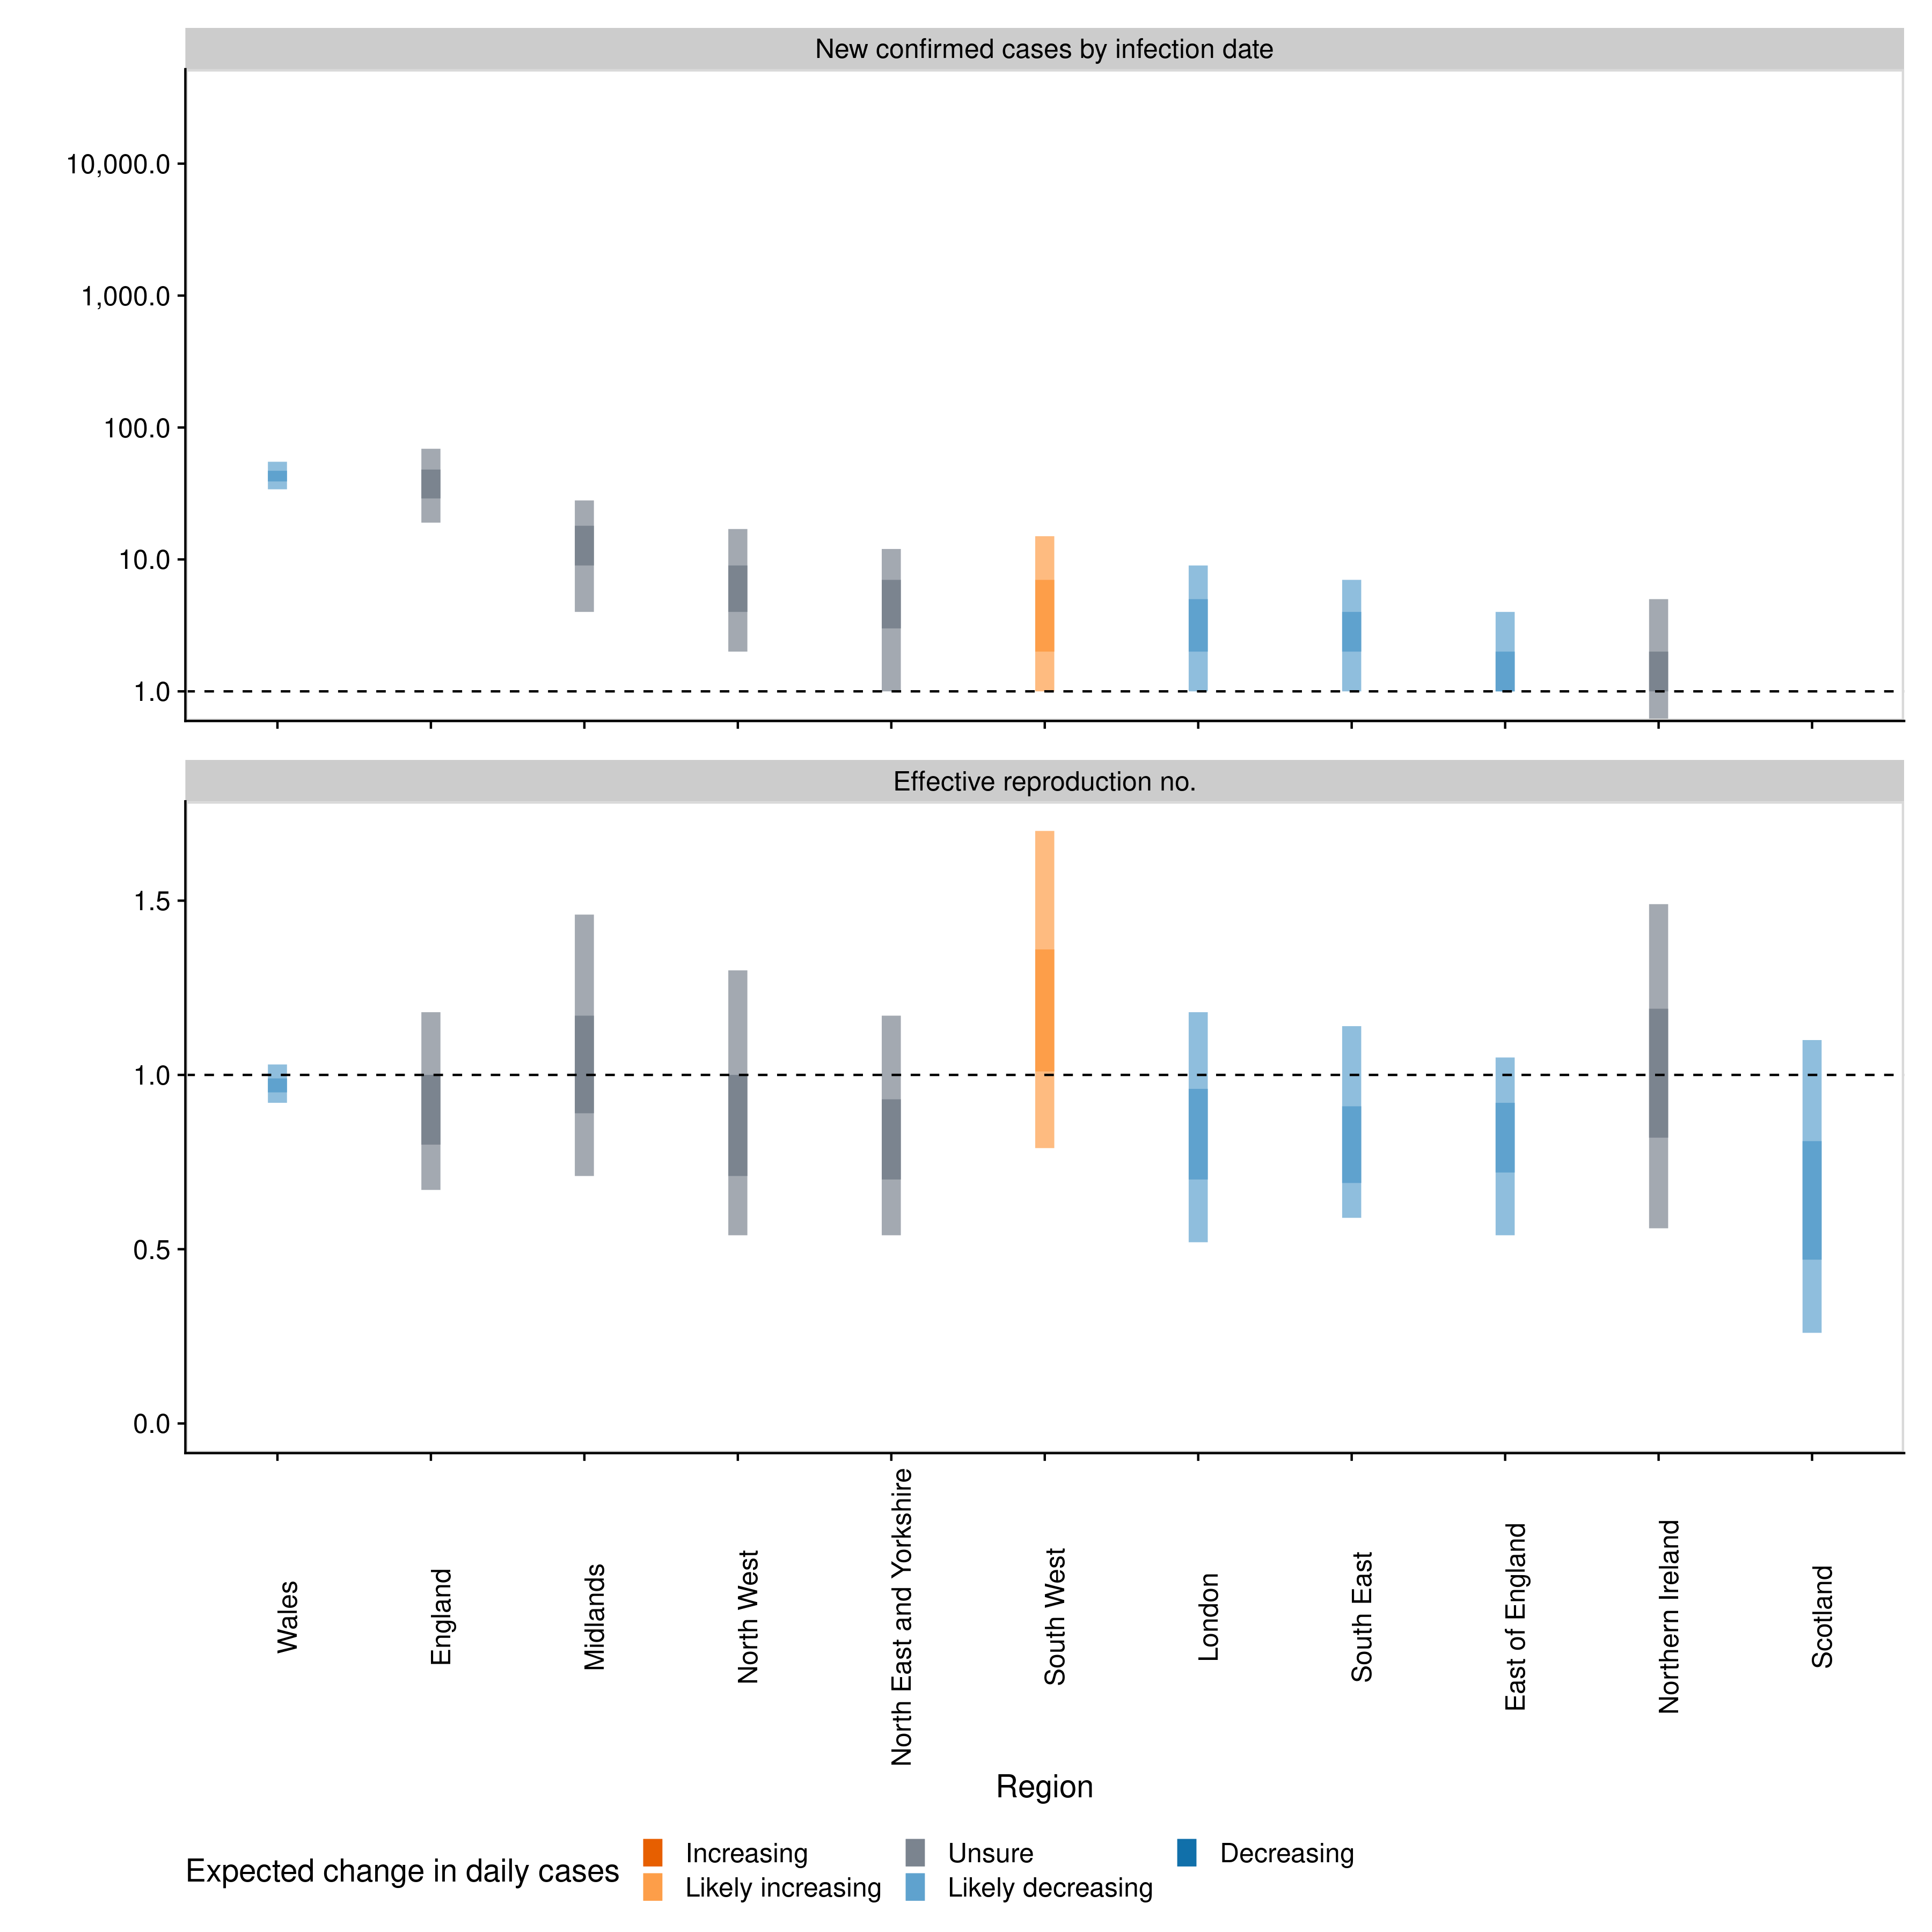 New confirmed cases by infection date
10,000.0
1,000.0
100.0
10.0
1.0
Effective reproduction no.
1.5
1.0
0.5
0.0
Wales
England
Midlands
North West
North East and Yorkshire
South West
London
South East
East of England
Northern Ireland
Scotland
Region
Expected change in daily cases
Increasing
Likely increasing
Unsure
Likely decreasing
Decreasing